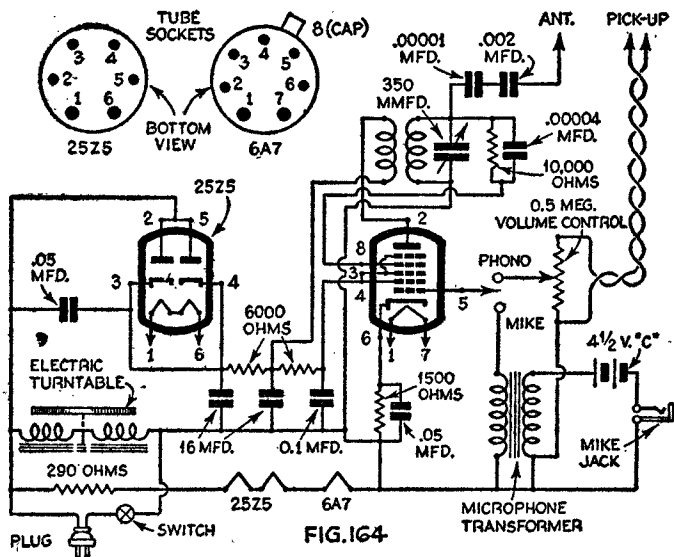 TUBE
SOCKETS
8 (CAP)
3 4
2 5
1 6
25Z5
BOTTOM
VIEW
4
3 5
2 6
1 7
6A7
ANT.
PICK-UP
.00001
MFD.
.002
MFD.
350
MMFD.
.00004
MFD.
10,000
OHMS
0.5 MEG.
VOLUME CONTROL
25Z5
2 5
3 4
1 6
.05
MFD.
2
8
3
4
5
6
1 7
PHONO
MIKE
6000
OHMS
ELECTRIC
TURNTABLE
16 MFD.
0.1 MFD.
1500
OHMS
.05
MFD.
4½ V. "C"
MIKE
JACK
290 OHMS
25Z5
6A7
MICROPHONE
TRANSFORMER
PLUG
SWITCH
FIG.164